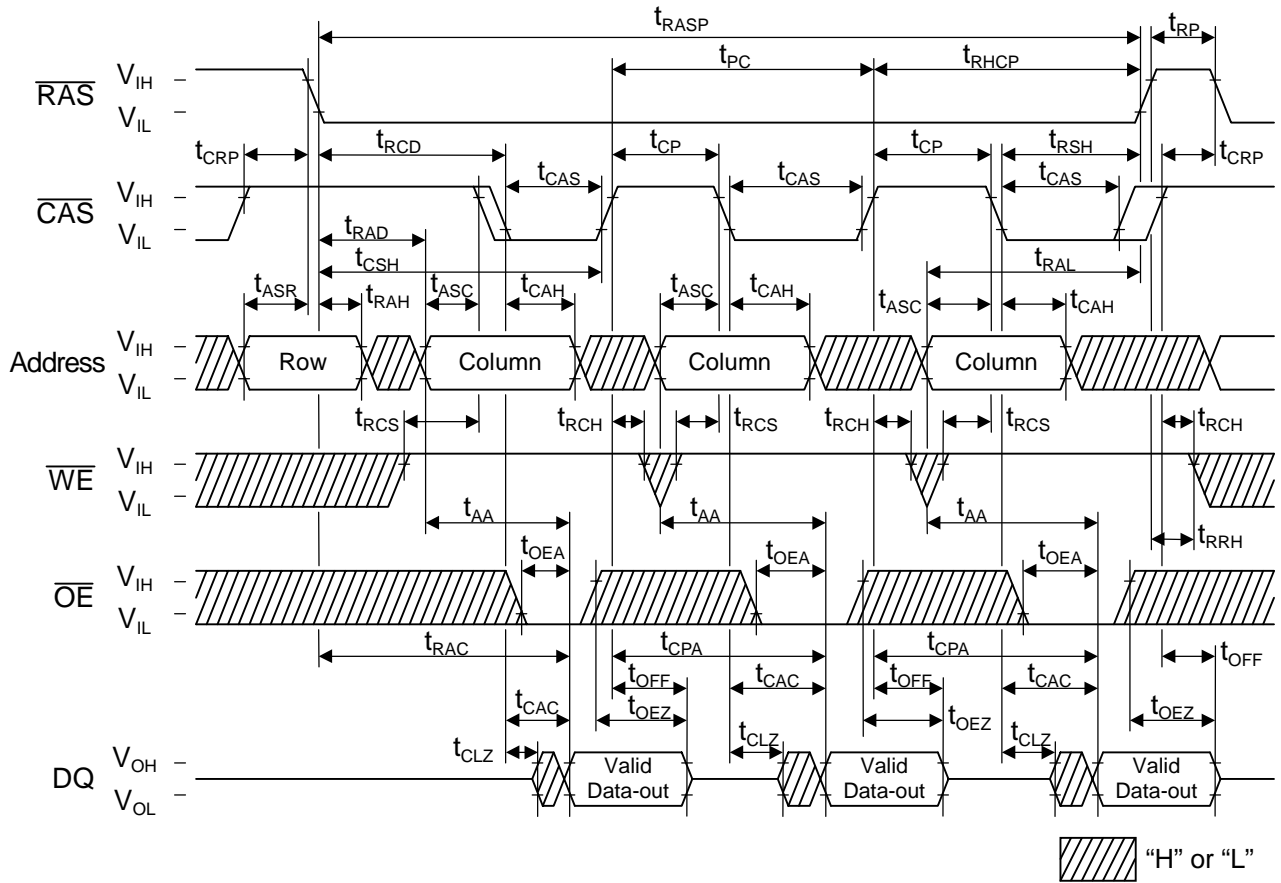 tRASP tRP
tPC tRHCP
RAS VIH
VIL
tCRP tRCD tCP tCP tRSH tCRP
CAS VIH tCAS tCAS tCAS
VIL
tRAD
tCSH tRAL
tASR tRAH tASC tCAH tASC tCAH tASC tCAH
Address VIH
VIL
Row Column Column Column
tRCS tRCH tRCS tRCH tRCS tRCH
WE VIH
VIL
tAA tAA tAA
tRRH
tOEA tOEA tOEA
OE VIH
VIL
tRAC tCPA tCPA tOFF
tCAC tOFF tCAC tOFF tCAC
tOEZ tOEZ tOEZ
tCLZ tCLZ tCLZ
DQ VOH
VOL
Valid Data-out
Valid Data-out
Valid Data-out
“H” or “L”